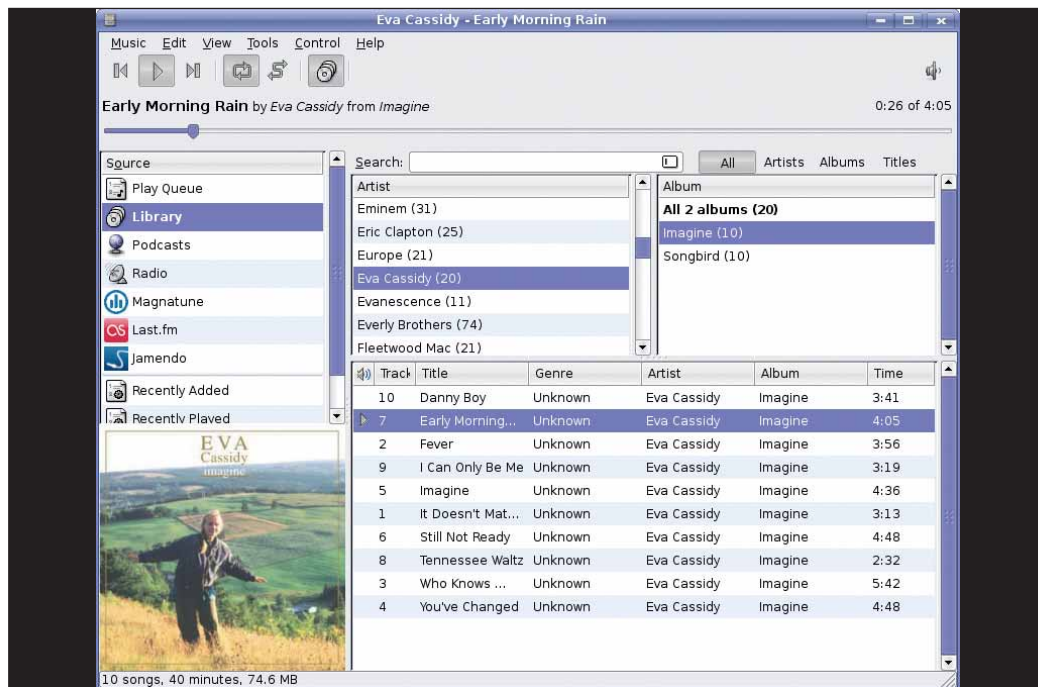 Eva Cassidy - Early Morning Rain
Music Edit View Tools Control Help
Early Morning Rain by Eva Cassidy from Imagine 0:26 of 4:05
Source
Play Queue
Library
Podcasts
Radio
Magnatune
Last.fm
Jamendo
Recently Added
Recently Played
Search: All Artists Albums Titles
Artist
Eminem (31)
Eric Clapton (25)
Europe (21)
Eva Cassidy (20)
Evanescence (11)
Everly Brothers (74)
Fleetwood Mac (21)
Album
All 2 albums (20)
Imagine (10)
Songbird (10)
Track Title Genre Artist Album Time
10 Danny Boy Unknown Eva Cassidy Imagine 3:41
7 Early Morning... Unknown Eva Cassidy Imagine 4:05
2 Fever Unknown Eva Cassidy Imagine 3:56
9 I Can Only Be Me Unknown Eva Cassidy Imagine 3:19
5 Imagine Unknown Eva Cassidy Imagine 4:36
1 It Doesn't Mat... Unknown Eva Cassidy Imagine 3:13
6 Still Not Ready Unknown Eva Cassidy Imagine 4:48
8 Tennessee Waltz Unknown Eva Cassidy Imagine 2:32
3 Who Knows ... Unknown Eva Cassidy Imagine 5:42
4 You've Changed Unknown Eva Cassidy Imagine 4:48
EVA
Cassidy
imagine
10 songs, 40 minutes, 74.6 MB